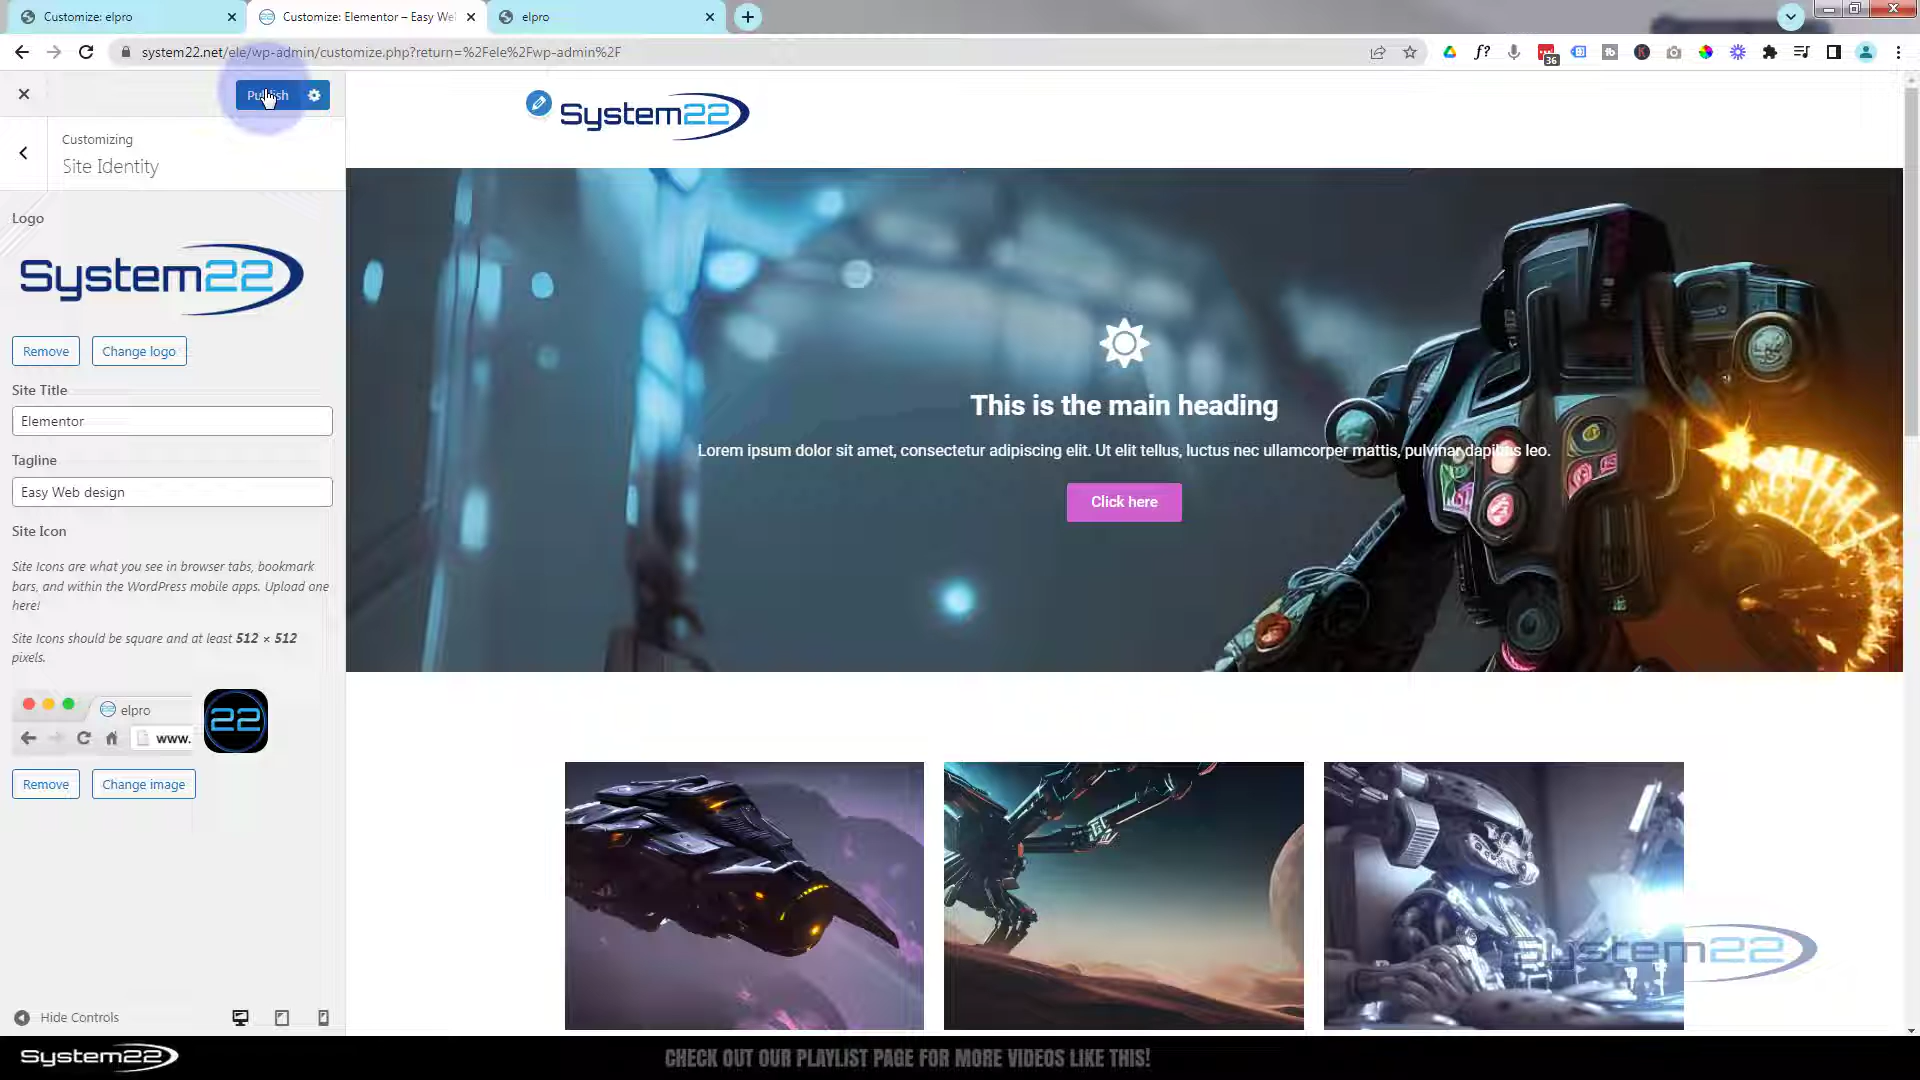 Customize: elpro
Customize: Elementor – Easy We
elpro
system22.net/ele/wp-admin/customize.php?return=%2Fele%2Fwp-admin%2F
f?
36
Publish
Customizing
Site Identity
Logo
System22
Remove
Change logo
Site Title
Elementor
Tagline
Easy Web design
Site Icon
Site Icons are what you see in browser tabs, bookmark
bars, and within the WordPress mobile apps. Upload one
here!
Site Icons should be square and at least 512 × 512
pixels.
elpro
www.
22
Remove
Change image
Hide Controls
System22
This is the main heading
Lorem ipsum dolor sit amet, consectetur adipiscing elit. Ut elit tellus, luctus nec ullamcorper mattis, pulvinar dapibus leo.
Click here
System22
System22
CHECK OUT OUR PLAYLIST PAGE FOR MORE VIDEOS LIKE THIS!